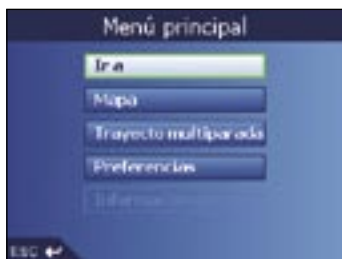 Menú principal
Ir a
Mapa
Trayecto multiparada
Preferencias
ESC